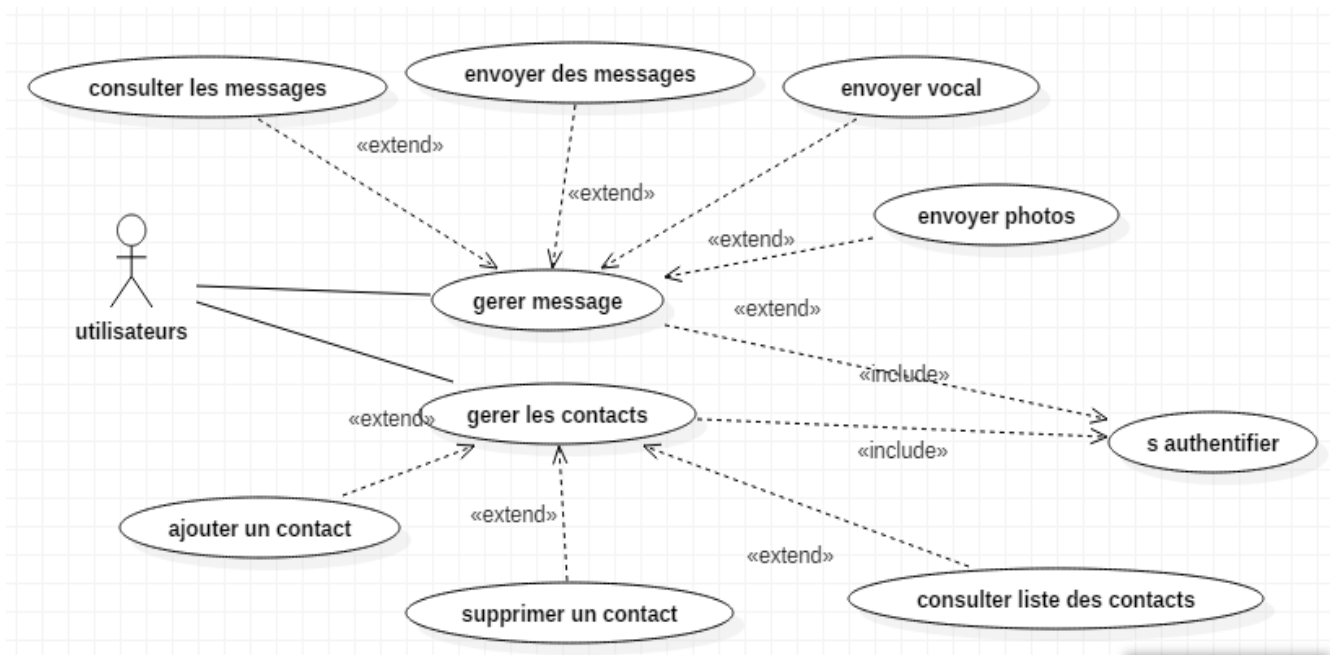 consulter les messages
envoyer des messages
envoyer vocal
«extend»
«extend»
envoyer photos
«extend»
gerer message
«extend»
utilisateurs
«include»
gerer les contacts
«extend»
s authentifier
«include»
ajouter un contact
«extend»
«extend»
supprimer un contact
consulter liste des contacts